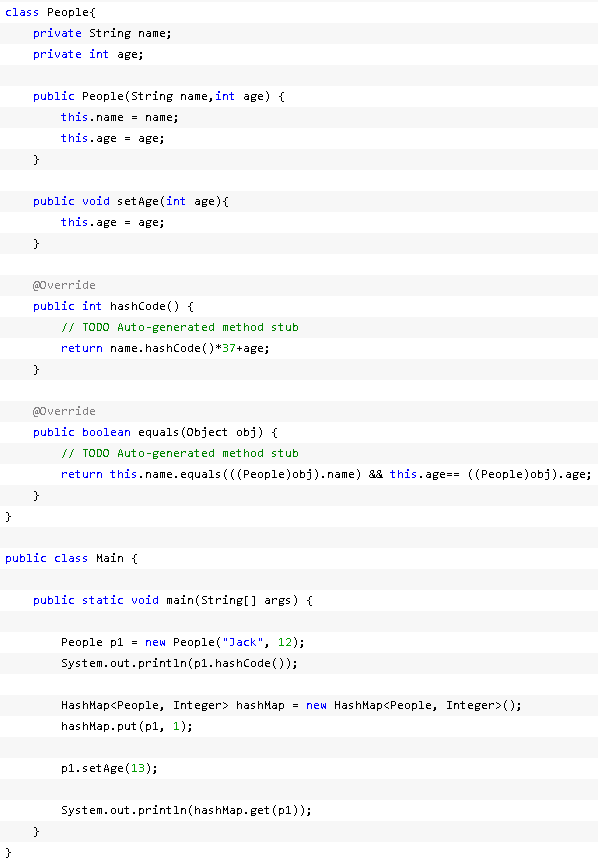 class People{
    private String name;
    private int age;

    public People(String name,int age) {
        this.name = name;
        this.age = age;
    }

    public void setAge(int age){
        this.age = age;
    }

    @Override
    public int hashCode() {
        // TODO Auto-generated method stub
        return name.hashCode()*37+age;
    }

    @Override
    public boolean equals(Object obj) {
        // TODO Auto-generated method stub
        return this.name.equals(((People)obj).name) && this.age== ((People)obj).age;
    }
}

public class Main {

    public static void main(String[] args) {

        People p1 = new People("Jack", 12);
        System.out.println(p1.hashCode());

        HashMap<People, Integer> hashMap = new HashMap<People, Integer>();
        hashMap.put(p1, 1);

        p1.setAge(13);

        System.out.println(hashMap.get(p1));
    }
}